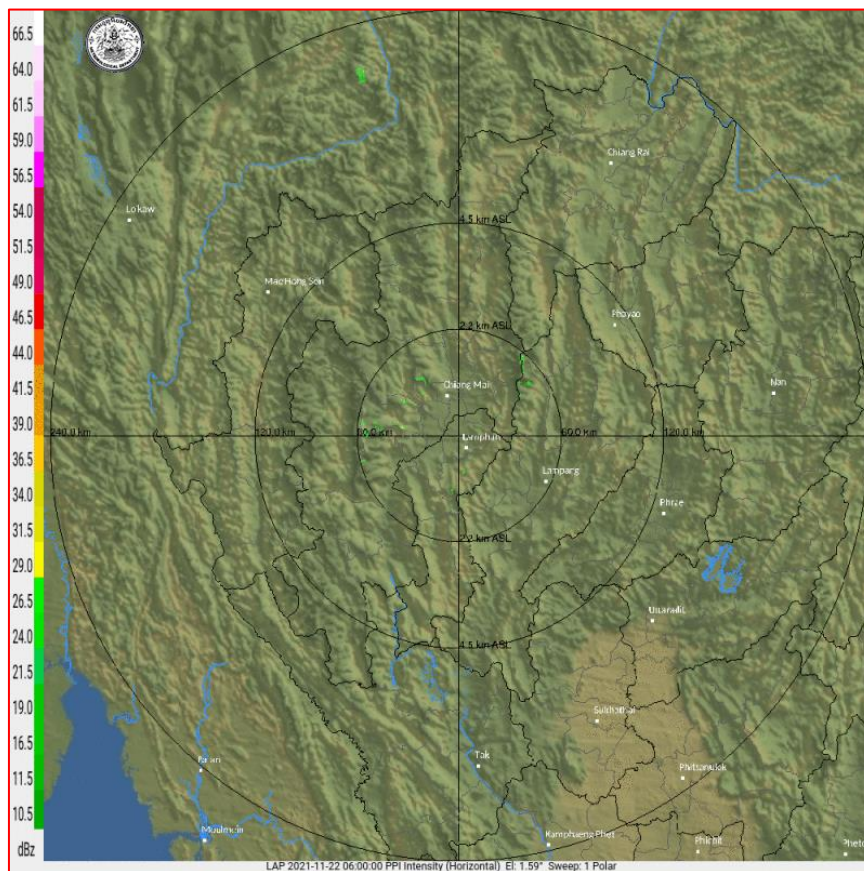 66.5
64.0
61.5
59.0
56.5
54.0
51.5
49.0
46.5
44.0
41.5
39.0
36.5
34.0
31.5
29.0
26.5
24.0
21.5
19.0
16.5
11.5
10.5
dBz
Chiang Rai
Loikaw
4.5 km ASL
Mae Hong Son
Phayao
2.2 km ASL
Chiang Mai
Nan
240.0 km
120.0 km
60.0 km
60.0 km
120.0 km
Lamphun
Lampang
Phrae
2.2 km ASL
Uttaradit
4.5 km ASL
Sukhothai
Tak
Phitsanulok
Kamphaeng Phet
Phichit
LAP 2021-11-22 06:00:00 PPI Intensity (Horizontal) El: 1.59° Sweep: 1 Polar